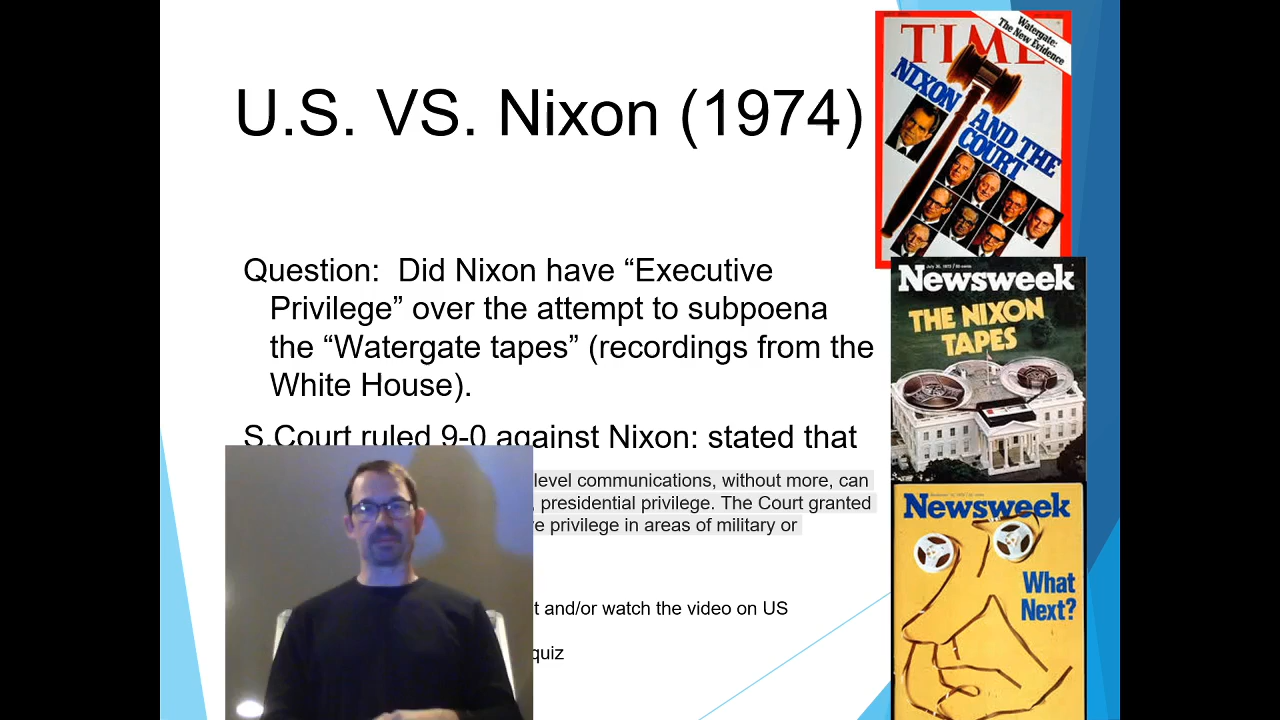 U.S. VS. Nixon (1974)
Question:  Did Nixon have “Executive
Privilege” over the attempt to subpoena
the “Watergate tapes” (recordings from the
White House).
S.Court ruled 9-0 against Nixon: stated that
level communications, without more, can
, presidential privilege. The Court granted
privilege in areas of military or
and/or watch the video on US
quiz
Watergate:
The New Evidence
TIME
NIXON
AND THE
COURT
Newsweek
THE NIXON
TAPES
Newsweek
What
Next?